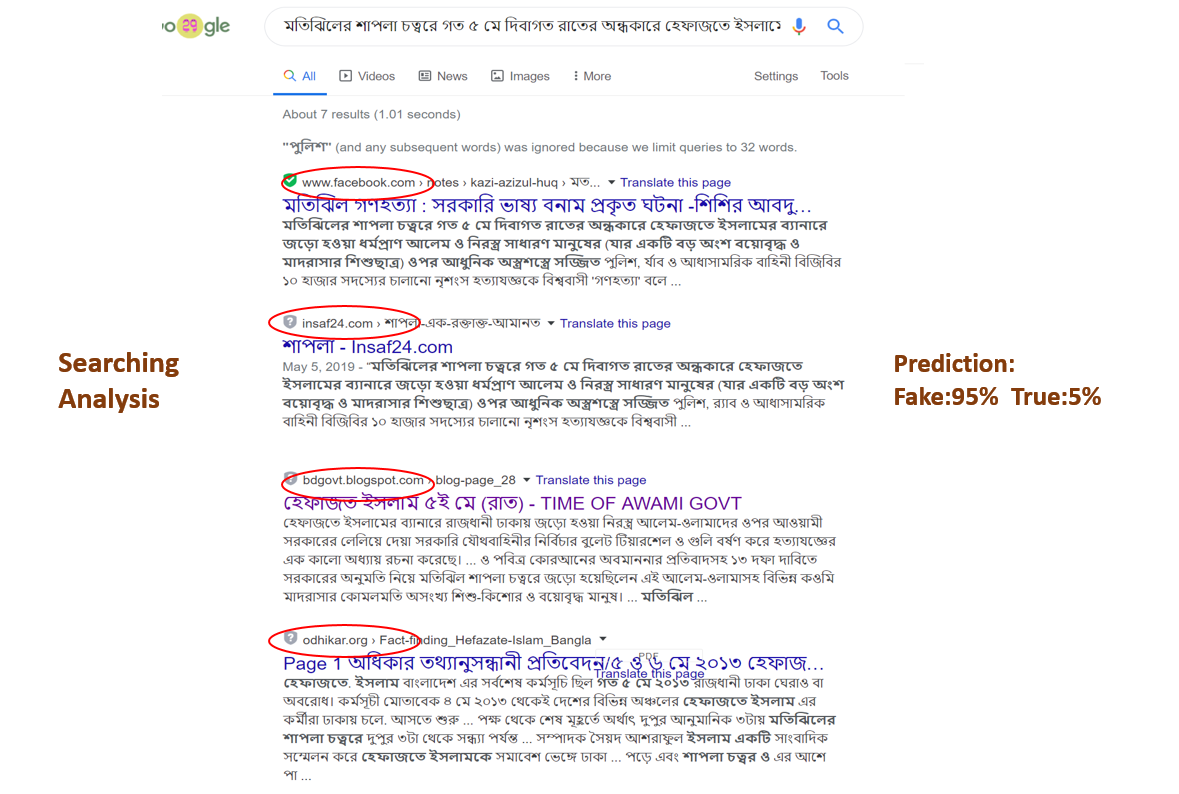 oogle
মতিঝিলের শাপলা চত্বরে গত ৫ মে দিবাগত রাতের অন্ধকারে হেফাজতে ইসলামে
All Videos News Images More Settings Tools
About 7 results (1.01 seconds)
"পুলিশ" (and any subsequent words) was ignored because we limit queries to 32 words.
www.facebook.com › notes › kazi-azizul-huq › মত... Translate this page
মতিঝিল গণহত্যা : সরকারি ভাষ্য বনাম প্রকৃত ঘটনা -শিশির আবদু...
মতিঝিলের শাপলা চত্বরে গত ৫ মে দিবাগত রাতের অন্ধকারে হেফাজতে ইসলামের ব্যানারে
জড়ো হওয়া ধর্মপ্রাণ আলেম ও নিরস্ত্র সাধারণ মানুষের (যার একটি বড় অংশ বয়োবৃদ্ধ ও
মাদরাসার শিশুছাত্র) ওপর আধুনিক অস্ত্রশস্ত্রে সজ্জিত পুলিশ, র্যাব ও আধাসামরিক বাহিনী বিজিবির
১০ হাজার সদস্যের চালানো নৃশংস হত্যাযজ্ঞকে বিশ্ববাসী 'গণহত্যা' বলে ...
insaf24.com › শাপলা-এক-রক্তাক্ত-আমানত Translate this page
শাপলা - Insaf24.com
May 5, 2019 - "মতিঝিলের শাপলা চত্বরে গত ৫ মে দিবাগত রাতের অন্ধকারে হেফাজতে
ইসলামের ব্যানারে জড়ো হওয়া ধর্মপ্রাণ আলেম ও নিরস্ত্র সাধারণ মানুষের (যার একটি বড় অংশ
বয়োবৃদ্ধ ও মাদরাসার শিশুছাত্র) ওপর আধুনিক অস্ত্রশস্ত্রে সজ্জিত পুলিশ, র‍্যাব ও আধাসামরিক
বাহিনী বিজিবির ১০ হাজার সদস্যের চালানো নৃশংস হত্যাযজ্ঞকে বিশ্ববাসী ...
Searching
Analysis
Prediction:
Fake:95% True:5%
bdgovt.blogspot.com › blog-page_28 Translate this page
হেফাজত ইসলাম ৫ই মে (রাত) - TIME OF AWAMI GOVT
হেফাজতে ইসলামের ব্যানারে রাজধানী ঢাকায় জড়ো হওয়া নিরস্ত্র আলেম-ওলামাদের ওপর আওয়ামী
সরকারের লেলিয়ে দেয়া সরকারি যৌথবাহিনীর নির্বিচার বুলেট টিয়ারশেল ও গুলি বর্ষণ করে হত্যাযজ্ঞের
এক কালো অধ্যায় রচনা করেছে। ... ও পবিত্র কোরআনের অবমাননার প্রতিবাদসহ ১৩ দফা দাবিতে
সরকারের অনুমতি নিয়ে মতিঝিল শাপলা চত্বরে জড়ো হয়েছিলেন এই আলেম-ওলামাসহ বিভিন্ন কওমি
মাদরাসার কোমলমতি অসংখ্য শিশু-কিশোর ও বয়োবৃদ্ধ মানুষ। ... মতিঝিল ...
odhikar.org › Fact-finding_Hefazate-Islam_Bangla
PDF
Page 1 অধিকার তথ্যানুসন্ধানী প্রতিবেদন/৫ ও ৬ মে ২০১৩ হেফাজ...
Translate this page
হেফাজতে. ইসলাম বাংলাদেশ এর সর্বশেষ কর্মসূচি ছিল গত ৫ মে ২০১৩ রাজধানী ঢাকা ঘেরাও বা
অবরোধ। কর্মসূচী মোতাবেক ৪ মে ২০১৩ থেকেই দেশের বিভিন্ন অঞ্চলের হেফাজতে ইসলাম এর
কর্মীরা ঢাকায় চলে. আসতে শুরু ... পক্ষ থেকে শেষ মূহুর্তে অর্থাৎ দুপুর আনুমানিক ৩টায় মতিঝিলের
শাপলা চত্বরে দুপুর ৩টা থেকে সন্ধ্যা পর্যন্ত ... সম্পাদক সৈয়দ আশরাফুল ইসলাম একটি সাংবাদিক
সম্মেলন করে হেফাজতে ইসলামকে সমাবেশ ভেঙ্গে ঢাকা ... পড়ে এবং শাপলা চত্বর ও এর আশে
পা ...